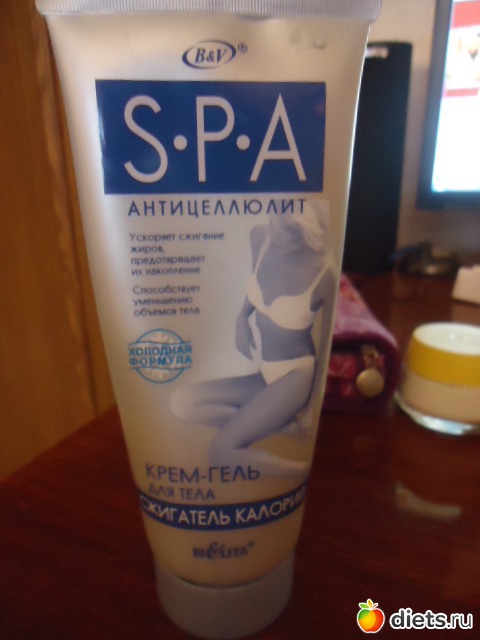 B&V®
S·P·A
АНТИЦЕЛЛЮЛИТ
Ускоряет сжигание
жиров,
предотвращает
их накопление
Способствует
уменьшению
объемов тела
ХОЛОДНАЯ
ФОРМУЛА
КРЕМ-ГЕЛЬ
ДЛЯ ТЕЛА
СЖИГАТЕЛЬ КАЛОРИЙ
BIELITA®
diets.ru